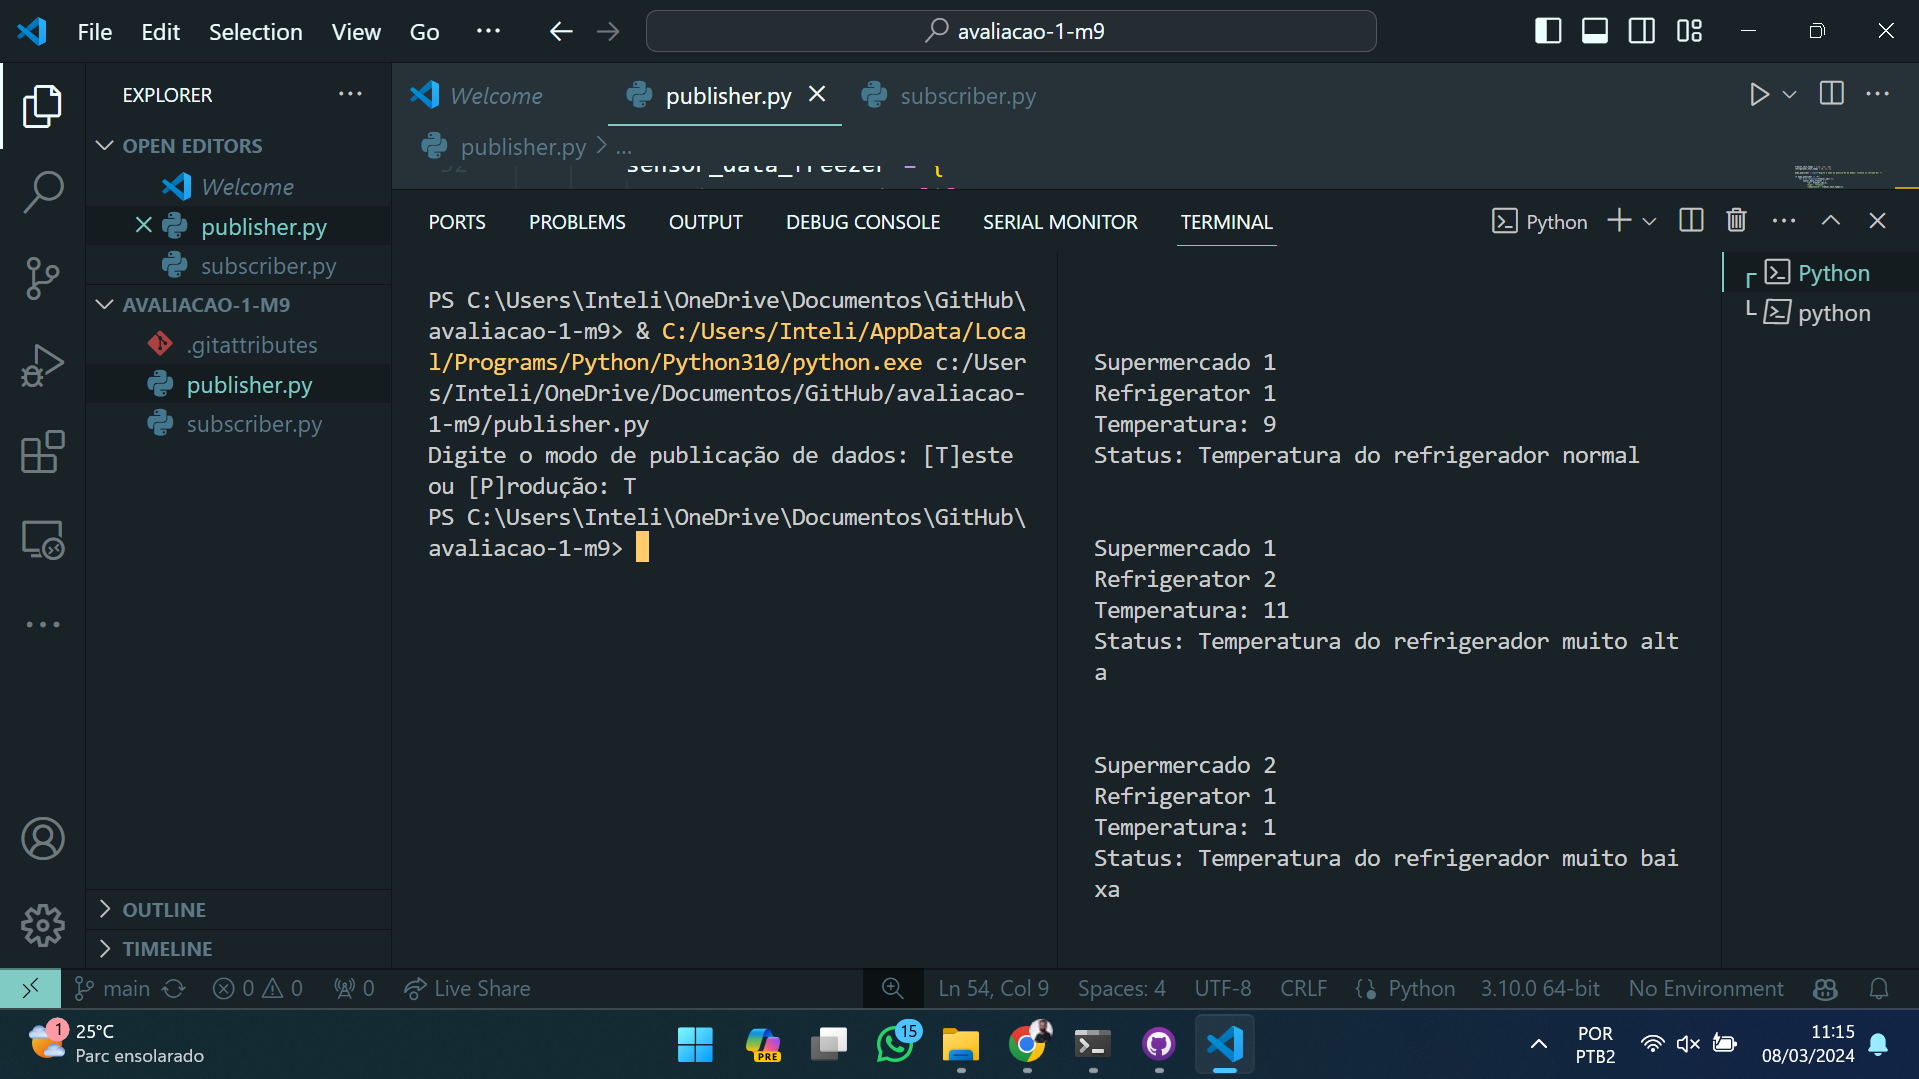 File Edit Selection View Go ···
avaliacao-1-m9
EXPLORER ···
OPEN EDITORS
Welcome
publisher.py
subscriber.py
AVALIACAO-1-M9
.gitattributes
publisher.py
subscriber.py
OUTLINE
TIMELINE
Welcome publisher.py subscriber.py
publisher.py > ...
sensor_data_freezer = {
PORTS PROBLEMS OUTPUT DEBUG CONSOLE SERIAL MONITOR TERMINAL
Python
PS C:\Users\Inteli\OneDrive\Documentos\GitHub\
avaliacao-1-m9> & C:/Users/Inteli/AppData/Loca
l/Programs/Python/Python310/python.exe c:/User
s/Inteli/OneDrive/Documentos/GitHub/avaliacao-
1-m9/publisher.py
Digite o modo de publicação de dados: [T]este
ou [P]rodução: T
PS C:\Users\Inteli\OneDrive\Documentos\GitHub\
avaliacao-1-m9>
Supermercado 1
Refrigerator 1
Temperatura: 9
Status: Temperatura do refrigerador normal
Supermercado 1
Refrigerator 2
Temperatura: 11
Status: Temperatura do refrigerador muito alt
a
Supermercado 2
Refrigerator 1
Temperatura: 1
Status: Temperatura do refrigerador muito bai
xa
Python
python
main 0 0 0 Live Share Ln 54, Col 9 Spaces: 4 UTF-8 CRLF Python 3.10.0 64-bit No Environment
1
25°C
Parc ensolarado
PRE
15
POR
PTB2
11:15
08/03/2024